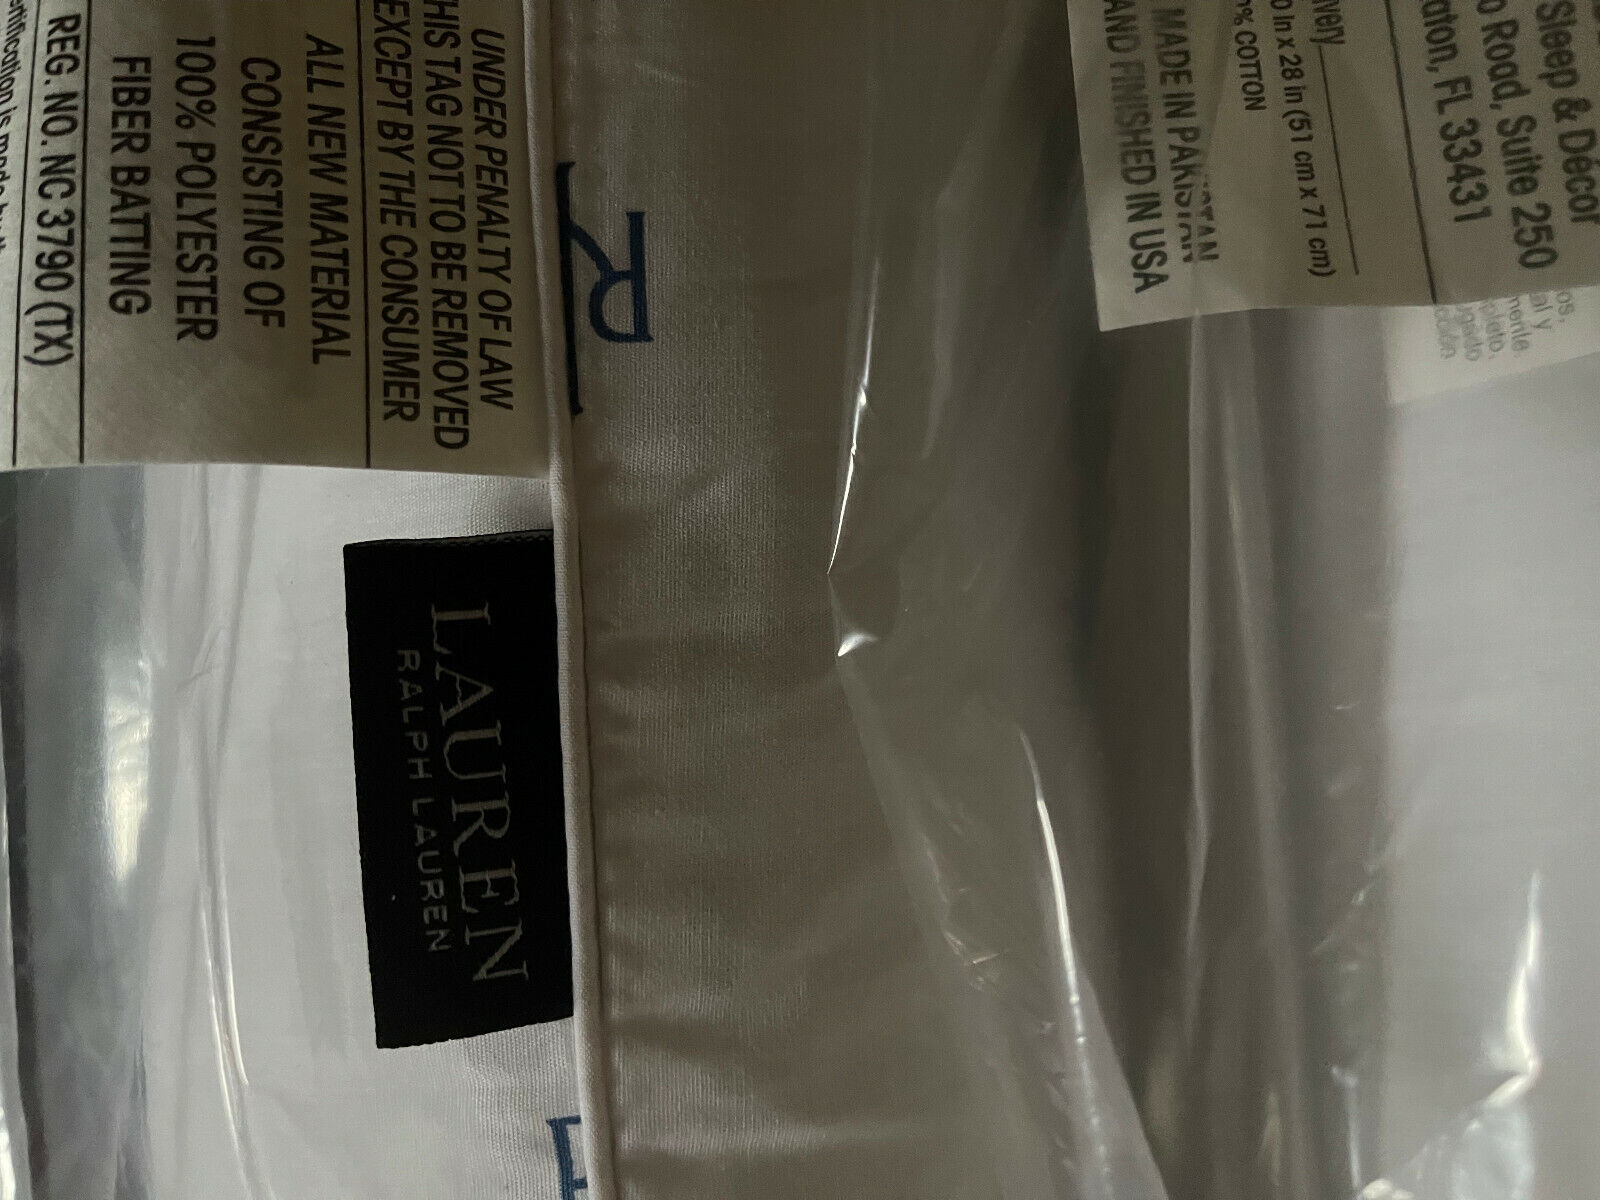 UNDER PENALTY OF LAW
THIS TAG NOT TO BE REMOVED
EXCEPT BY THE CONSUMER
ALL NEW MATERIAL
CONSISTING OF
100% POLYESTER
FIBER BATTING
REG. NO. NC 3790 (TX)
LRL
LAUREN
RALPH LAUREN
Sleep & Décor
Road, Suite 250
FL 33431
in x 28 in (51 cm x 71 cm)
% COTTON
MADE IN PAKISTAN
AND FINISHED IN USA